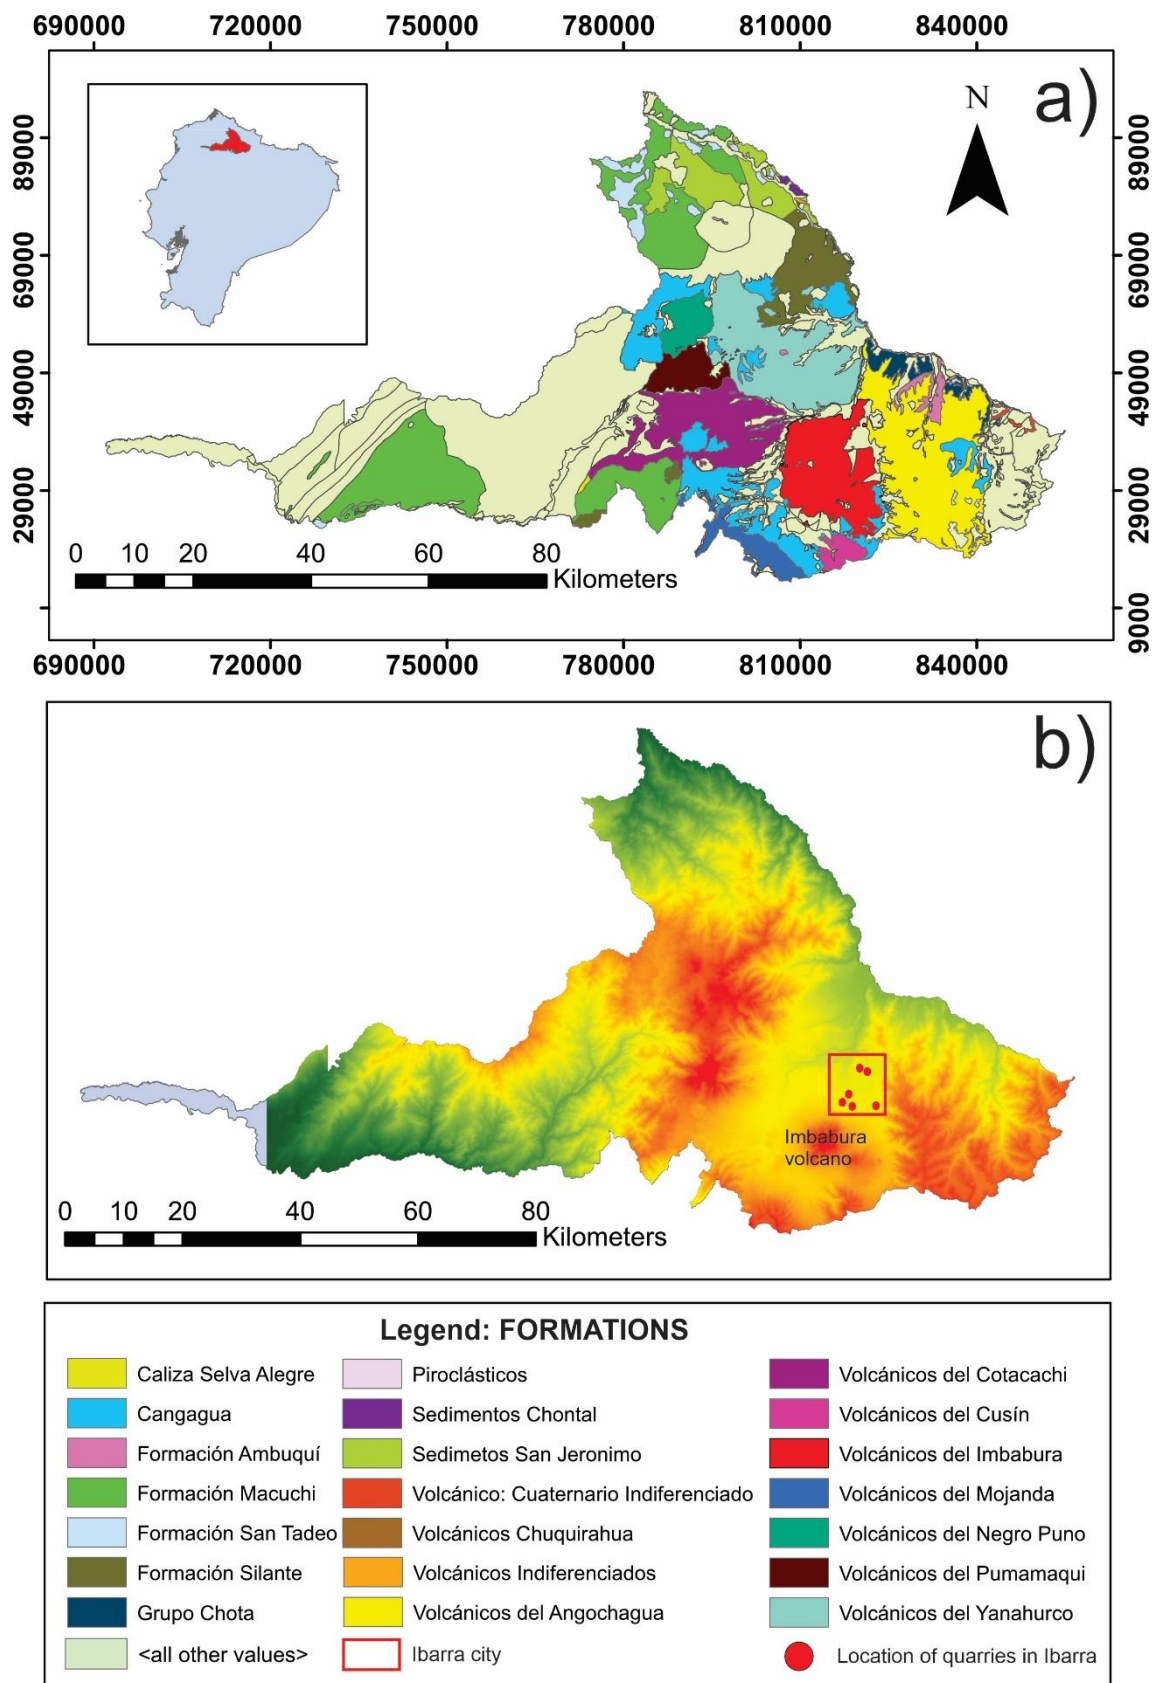 690000 720000 750000 780000 810000 840000
a)
N
89000 89000
69000 69000
49000 49000
29000 29000
90000
0 10 20 40 60 80
Kilometers
690000 720000 750000 780000 810000 840000
b)
Imbabura
volcano
0 10 20 40 60 80
Kilometers
Legend: FORMATIONS
Caliza Selva Alegre
Cangagua
Formación Ambuquí
Formación Macuchi
Formación San Tadeo
Formación Silante
Grupo Chota
<all other values>
Piroclásticos
Sedimentos Chontal
Sedimetos San Jeronimo
Volcánico: Cuaternario Indiferenciado
Volcánicos Chuquirahua
Volcánicos Indiferenciados
Volcánicos del Angochagua
Ibarra city
Volcánicos del Cotacachi
Volcánicos del Cusín
Volcánicos del Imbabura
Volcánicos del Mojanda
Volcánicos del Negro Puno
Volcánicos del Pumamaqui
Volcánicos del Yanahurco
Location of quarries in Ibarra